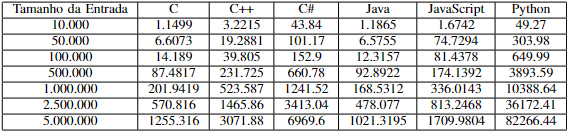 Tamanho da Entrada C C++ C# Java JavaScript Python
10.000 1.1499 3.2215 43.84 1.1865 1.6742 49.27
50.000 6.6073 19.2881 101.17 6.5755 74.7294 303.98
100.000 14.189 39.805 152.9 12.3157 81.4378 649.99
500.000 87.4817 231.725 660.78 92.8922 174.1392 3893.59
1.000.000 201.9419 523.587 1241.52 168.5312 336.0143 10388.64
2.500.000 570.816 1465.86 3413.04 478.077 813.2468 36172.41
5.000.000 1255.316 3071.88 6969.6 1021.3195 1709.9804 82266.44